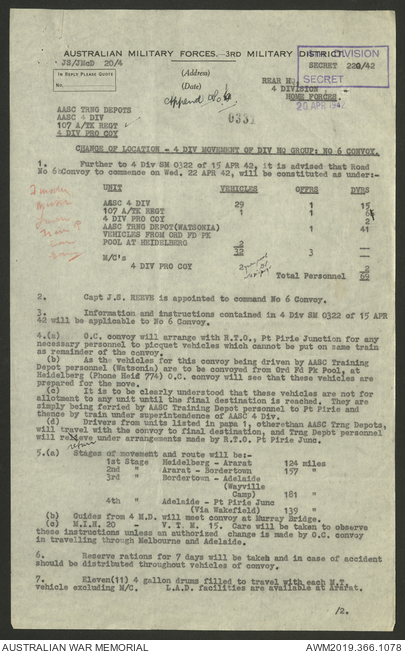 AUSTRALIAN MILITARY FORCES.—3RD MILITARY DISTRICT.
DIVISION
JS/JMcD 20/4
SECRET 220/42
IN REPLY PLEASE QUOTE
No.
(Address)
(Date)
SECRET
REAR HQ,
4 DIVISION,
HOME FORCES.
20 APR 1942
Append No 6
0331
AASC TRNG DEPOTS
AASC 4 DIV
107 A/TK REGT
4 DIV PRO COY
CHANGE OF LOCATION - 4 DIV MOVEMENT OF DIV HQ GROUP: NO 6 CONVOY.
1. Further to 4 Div SM 0322 of 15 APR 42, it is advised that Road
No 6 Convoy to commence on Wed. 22 APR 42, will be constituted as under:-
UNIT VEHICLES OFFRS DVRS
AASC 4 DIV 29 1 15
107 A/TK REGT 1 1 6
4 DIV PRO COY 2
AASC TRNG DEPOT(WATSONIA) 1 41
VEHICLES FROM ORD FD PK
POOL AT HEIDELBERG 2
32 3
M/C's
4 DIV PRO COY 2 2
Total Personnel 69
2. Capt J.S. REEVE is appointed to command No 6 Convoy.
3. Information and instructions contained in 4 Div SM 0322 of 15 APR
42 will be applicable to No 6 Convoy.
4.(a) O.C. convoy will arrange with R.T.O., Pt Pirie Junction for any
necessary personnel to picquet vehicles which cannot be put on same train
as remainder of the convoy.
(b) As the vehicles for this convoy being driven by AASC Training
Depot personnel (Watsonia) are to be conveyed from Ord Fd Pk Pool, at
Heidelberg (Phone Heid 774) O.C. convoy will see that these vehicles are
prepared for the move.
(c) It is to be clearly understood that these vehicles are not for
allotment to any unit until the final destination is reached. They are
simply being ferried by AASC Training Depot personnel to Pt Pirie and
thence by train under superintendence of AASC 4 Div.
(d) Drivers from units listed in para 1, otherethan AASC Trng Depots,
will travel with the convoy to final destination, and Trng Depot personnel
will relieve under arrangements made by R.T.O. Pt Pirie Junc.
return
5.(a) Stages of movement and route will be:-
1st Stage Heidelberg - Ararat 124 miles
2nd " Ararat - Bordertown 157 "
3rd " Bordertown - Adelaide
(Wayville
Camp) 181 "
4th " Adelaide - Pt Pirie Junc
(Via Wakefield) 139 "
(b) Guides from 4 M.D. will meet convoy at Murray Bridge.
(c) M.I.H. 20 - V. T. M. 15. Care will be taken to observe
these instructions unless an authorized change is made by O.C. convoy
in travelling through Melbourne and Adelaide.
6. Reserve rations for 7 days will be taken and in case of accident
should be distributed throughout vehicles of convoy.
7. Eleven(11) 4 gallon drums filled to travel with each M.T.
vehicle excluding M/C. L.A.D. facilities are available at Ararat.
/2.
AUSTRALIAN WAR MEMORIAL
AWM2019.366.1078